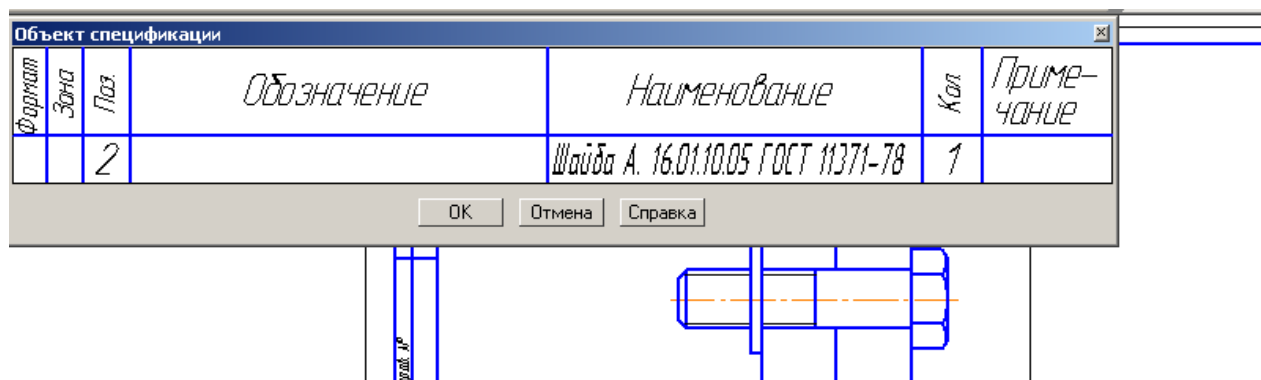 Объект спецификации
Формат
Зона
Поз.
Обозначение
Наименование
Кол.
Приме-
чание
2
Шайба А. 16.01.10.05 ГОСТ 11371-78
1
ОК
Отмена
Справка
№